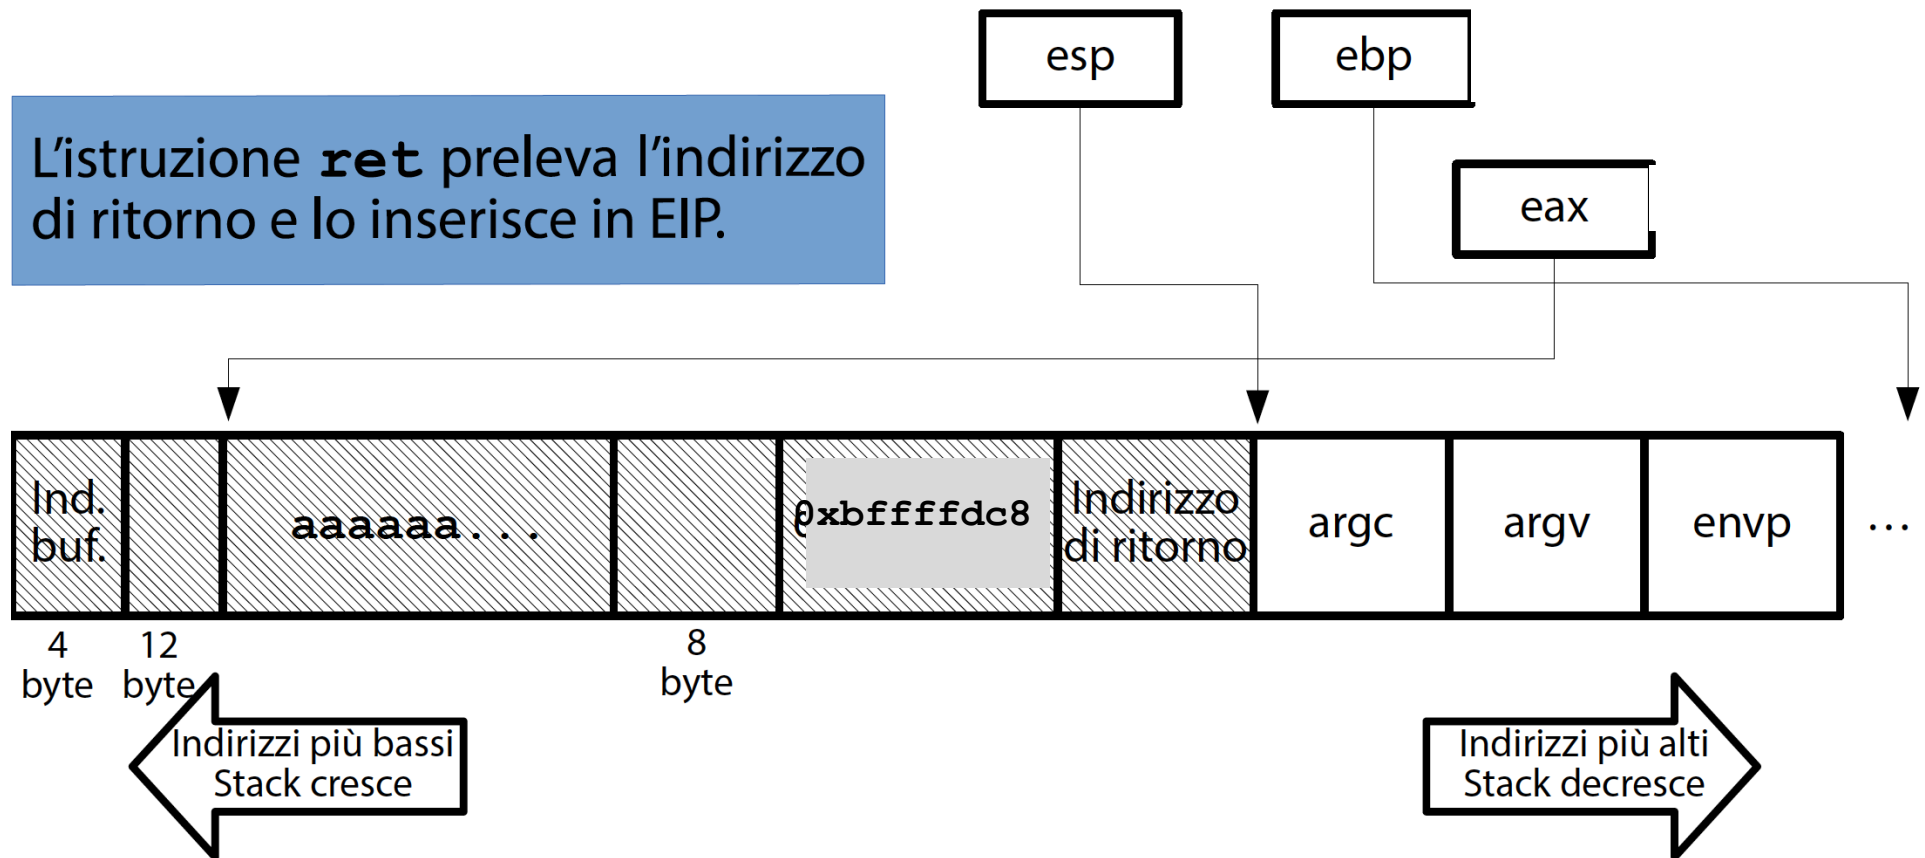 esp
ebp
L'istruzione ret preleva l'indirizzo
di ritorno e lo inserisce in EIP.
eax
Ind.
buf.
aaaaaa...
0xbffffdc8
Indirizzo
di ritorno
argc
argv
envp
...
4
byte
12
byte
8
byte
Indirizzi più bassi
Stack cresce
Indirizzi più alti
Stack decresce